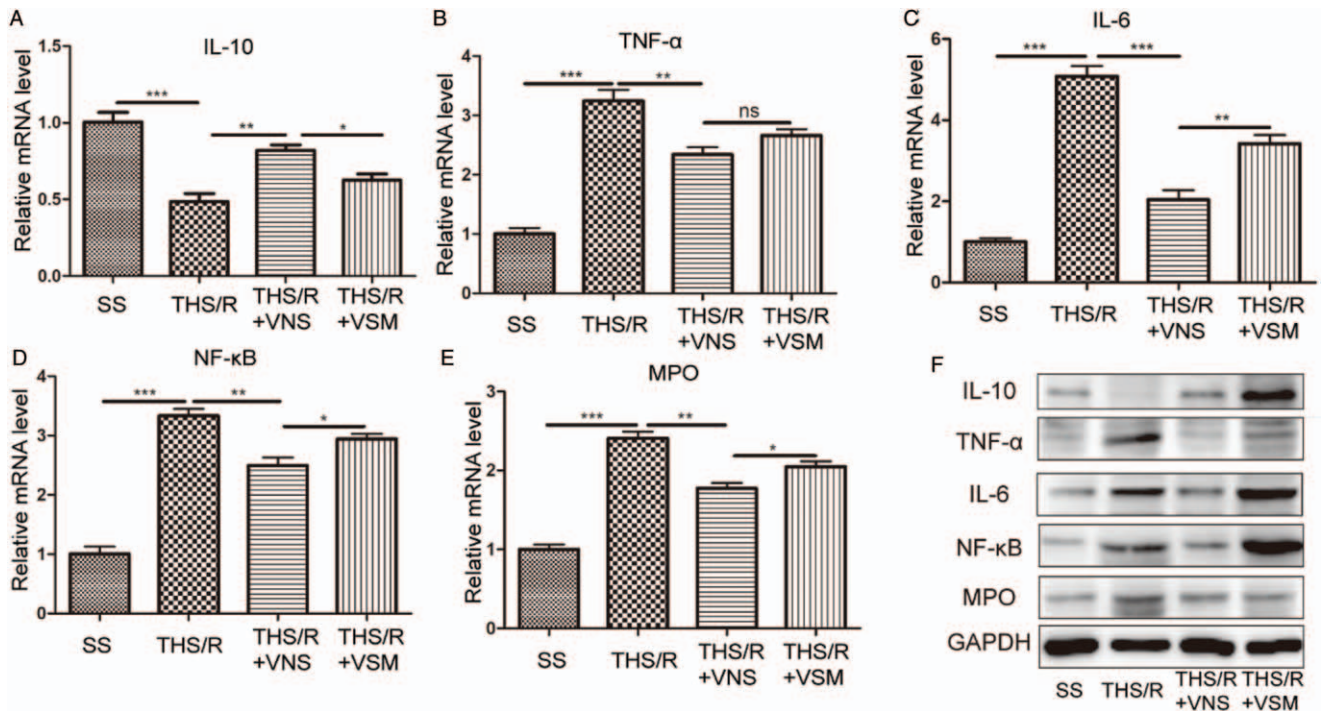 A
IL-10
Relative mRNA level
1.5
1.0
0.5
0.0
***
**
*
SS
THS/R
THS/R
+VNS
THS/R
+VSM
B
TNF-α
Relative mRNA level
4
3
2
1
0
***
**
ns
SS
THS/R
THS/R
+VNS
THS/R
+VSM
C
IL-6
Relative mRNA level
6
4
2
0
***
***
**
SS
THS/R
THS/R
+VNS
THS/R
+VSM
D
NF-κB
Relative mRNA level
4
3
2
1
0
***
**
*
SS
THS/R
THS/R
+VNS
THS/R
+VSM
E
MPO
Relative mRNA level
3
2
1
0
***
**
*
SS
THS/R
THS/R
+VNS
THS/R
+VSM
F
IL-10
TNF-α
IL-6
NF-κB
MPO
GAPDH
SS
THS/R
THS/R
+VNS
THS/R
+VSM